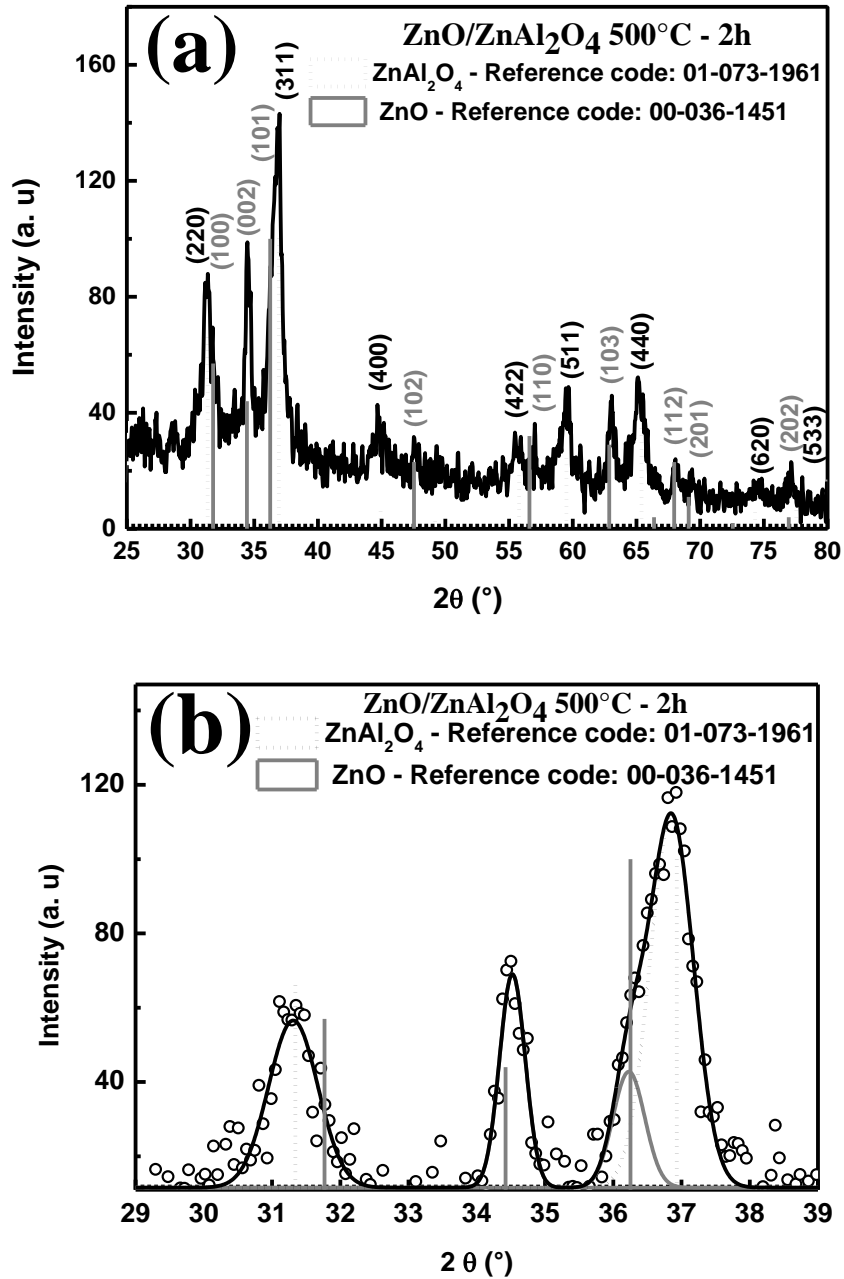 (a)
ZnO/ZnAl₂O₄ 500°C - 2h
ZnAl₂O₄ - Reference code: 01-073-1961
ZnO - Reference code: 00-036-1451
(220)
(100)
(002)
(101)
(311)
(400)
(102)
(422)
(110)
(511)
(103)
(440)
(112)
(201)
(620)
(202)
(533)
Intensity (a. u)
160
120
80
40
0
25 30 35 40 45 50 55 60 65 70 75 80
2θ (°)
(b)
ZnO/ZnAl₂O₄ 500°C - 2h
ZnAl₂O₄ - Reference code: 01-073-1961
ZnO - Reference code: 00-036-1451
Intensity (a. u)
120
80
40
29 30 31 32 33 34 35 36 37 38 39
2 θ (°)